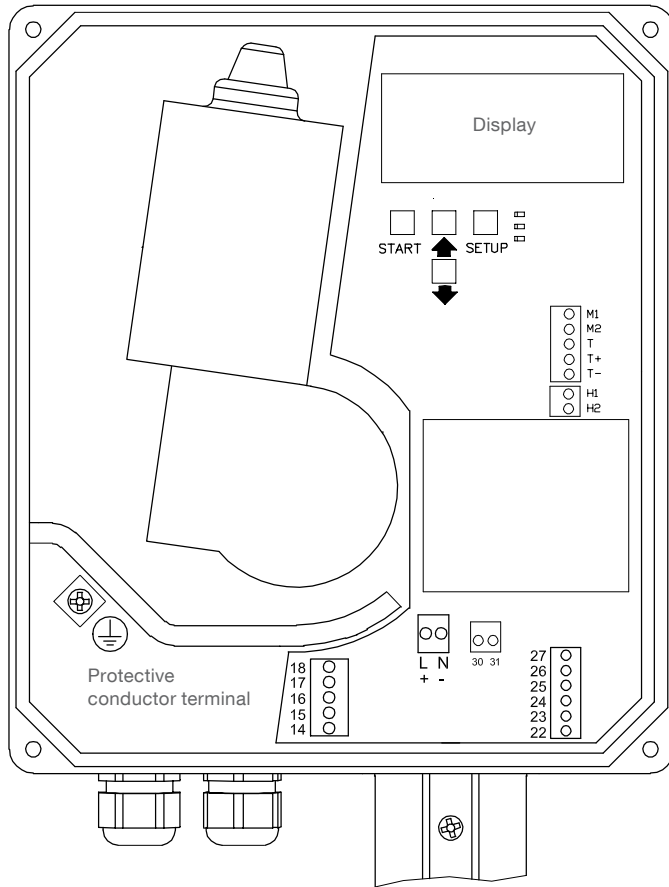 Display
START
SETUP
M1
M2
T
T+
T-
H1
H2
L N
+ -
30 31
Protective
conductor terminal
18
17
16
15
14
27
26
25
24
23
22